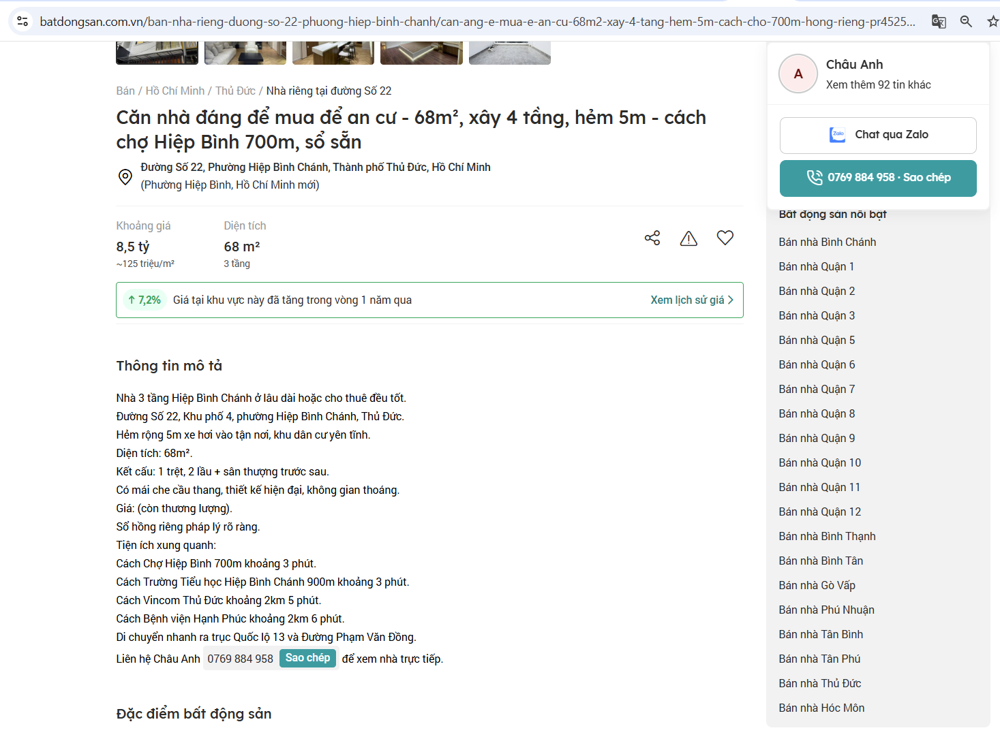 batdongsan.com.vn/ban-nha-rieng-duong-so-22-phuong-hiep-binh-chanh/can-ang-e-mua-e-an-cu-68m2-xay-4-tang-hem-5m-cach-cho-700m-hong-rieng-pr4525...
Bán / Hồ Chí Minh / Thủ Đức / Nhà riêng tại đường Số 22
Căn nhà đáng để mua để an cư - 68m², xây 4 tầng, hẻm 5m - cách
chợ Hiệp Bình 700m, sổ sẵn
Đường Số 22, Phường Hiệp Bình Chánh, Thành phố Thủ Đức, Hồ Chí Minh
(Phường Hiệp Bình, Hồ Chí Minh mới)
Khoảng giá
8,5 tỷ
~125 triệu/m²
Diện tích
68 m²
3 tầng
7,2% Giá tại khu vực này đã tăng trong vòng 1 năm qua
Xem lịch sử giá
Thông tin mô tả
Nhà 3 tầng Hiệp Bình Chánh ở lâu dài hoặc cho thuê đều tốt.
Đường Số 22, Khu phố 4, phường Hiệp Bình Chánh, Thủ Đức.
Hẻm rộng 5m xe hơi vào tận nơi, khu dân cư yên tĩnh.
Diện tích: 68m².
Kết cấu: 1 trệt, 2 lầu + sân thượng trước sau.
Có mái che cầu thang, thiết kế hiện đại, không gian thoáng.
Giá: (còn thương lượng).
Sổ hồng riêng pháp lý rõ ràng.
Tiện ích xung quanh:
Cách Chợ Hiệp Bình 700m khoảng 3 phút.
Cách Trường Tiểu học Hiệp Bình Chánh 900m khoảng 3 phút.
Cách Vincom Thủ Đức khoảng 2km 5 phút.
Cách Bệnh viện Hạnh Phúc khoảng 2km 6 phút.
Di chuyển nhanh ra trục Quốc lộ 13 và Đường Phạm Văn Đồng.
Liên hệ Châu Anh 0769 884 958 Sao chép để xem nhà trực tiếp.
Đặc điểm bất động sản
A
Châu Anh
Xem thêm 92 tin khác
Zalo Chat qua Zalo
0769 884 958 · Sao chép
Bất động sản nổi bật
Bán nhà Bình Chánh
Bán nhà Quận 1
Bán nhà Quận 2
Bán nhà Quận 3
Bán nhà Quận 5
Bán nhà Quận 6
Bán nhà Quận 7
Bán nhà Quận 8
Bán nhà Quận 9
Bán nhà Quận 10
Bán nhà Quận 11
Bán nhà Quận 12
Bán nhà Bình Thạnh
Bán nhà Bình Tân
Bán nhà Gò Vấp
Bán nhà Phú Nhuận
Bán nhà Tân Bình
Bán nhà Tân Phú
Bán nhà Thủ Đức
Bán nhà Hóc Môn